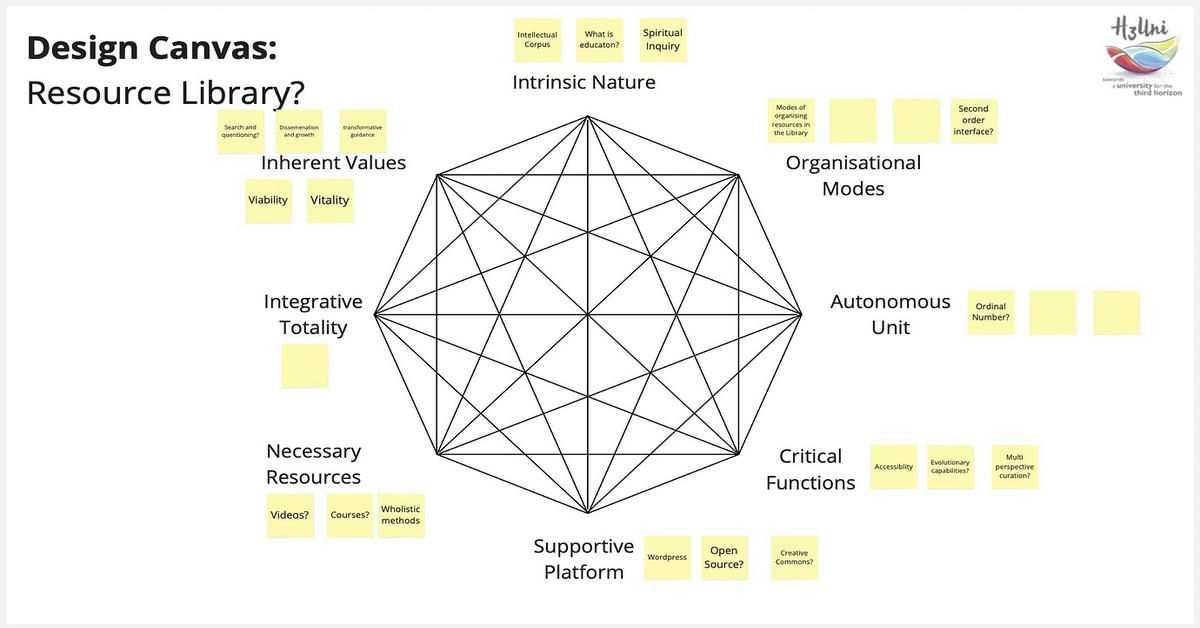 Design Canvas:
Resource Library?
Intellectual
Corpus
What is
educaton?
Spiritual
Inquiry
Intrinsic Nature
H3Uni
towards
a university for the
third horizon
Search and
quentioning?
Dissemenation
and growth
transformative
guidance
Inherent Values
Viability
Vitality
Modes of
organising
resources in
the Library
Second
order
interface?
Organisational
Modes
Integrative
Totality
Autonomous
Unit
Ordinal
Number?
Necessary
Resources
Videos?
Courses?
Wholistic
methods
Critical
Functions
Accessiblity
Evolutionary
capabilities?
Multi
perspective
curation?
Supportive
Platform
Wordpress
Open
Source?
Creative
Commons?